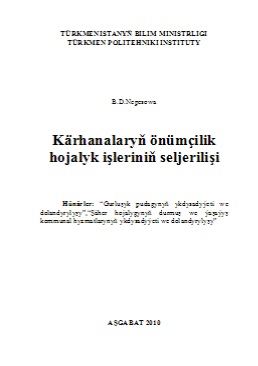 TÜRKMENISTANYŇ BILIM MINISTRLIGI
TÜRKMEN POLITEHNIKI INSTITUTY
B.D.Nepesowa
Kärhanalaryň önümçilik
hojalyk işleriniň seljerilişi
Hünärler: "Gurluşyk pudagynyň ykdysadyýeti we
dolandyrylyşy","Şäher hojalygynyň durmuş we ýaşaýyş
kommunal hyzmatlarynyň ykdysadyýeti we dolandyrylyşy"
AŞGABAT 2010